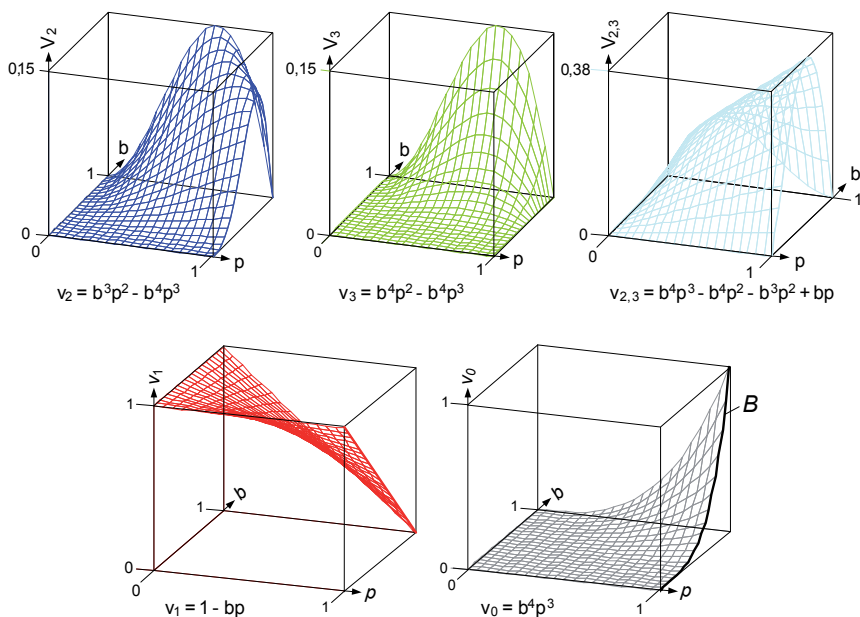 V₂
0,15
b
1
0
0
1
p
v₂ = b³p² - b⁴p³
V₃
0,15
b
1
0
0
1
p
v₃ = b⁴p² - b⁴p³
V₂,₃
0,38
b
1
0
0
1
p
v₂,₃ = b⁴p³ - b⁴p² - b³p² + bp
v₁
1
b
1
0
0
1
p
v₁ = 1 - bp
v₀
1
B
b
1
0
0
1
p
v₀ = b⁴p³